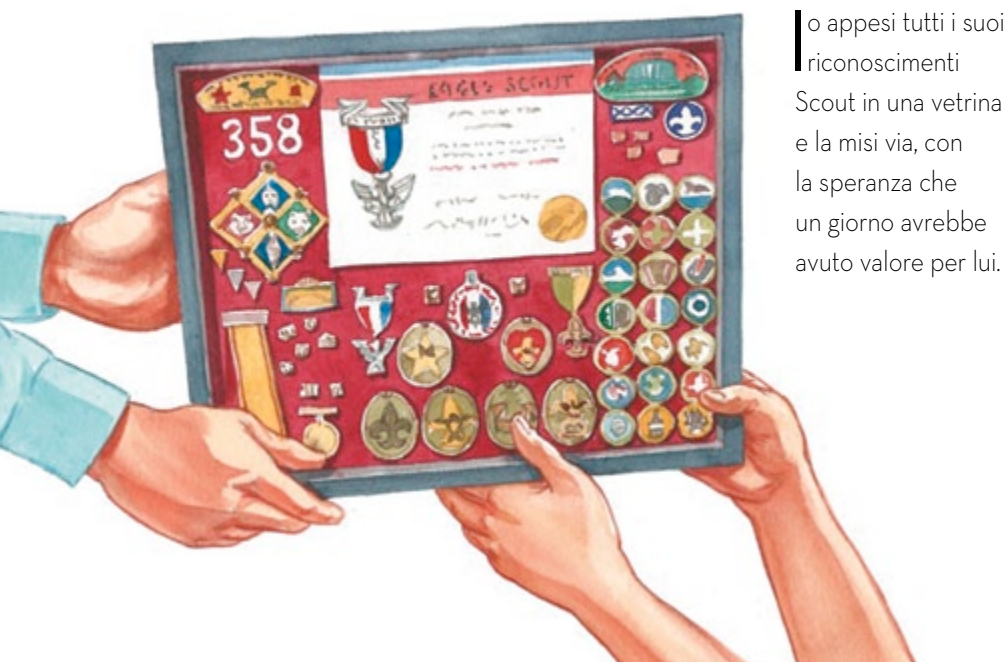 EAGLE SCOUT
358
Io appesi tutti i suoi
riconoscimenti
Scout in una vetrina
e la misi via, con
la speranza che
un giorno avrebbe
avuto valore per lui.